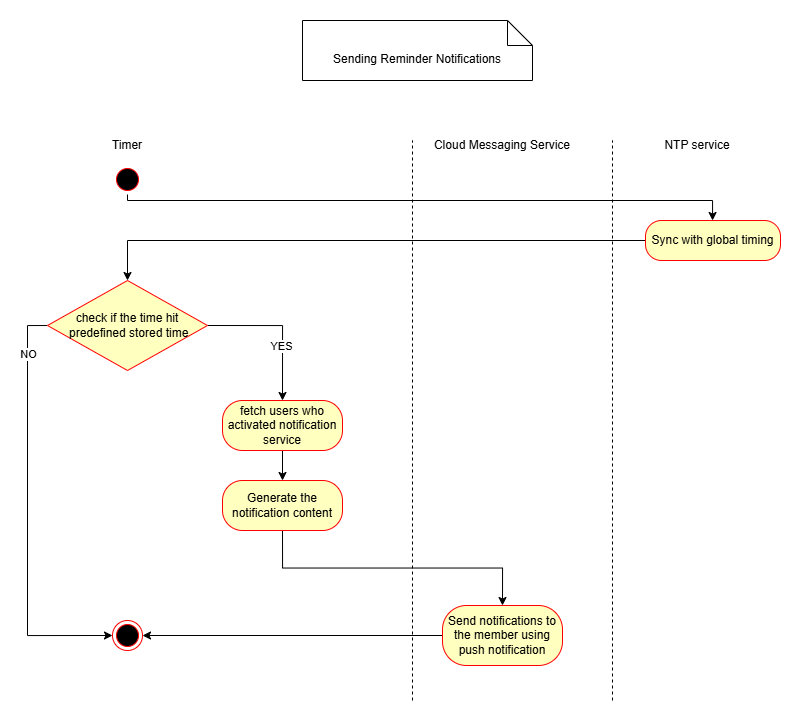 Sending Reminder Notifications
Timer
Cloud Messaging Service
NTP service
Sync with global timing
check if the time hit
predefined stored time
NO
YES
fetch users who
activated notification
service
Generate the
notification content
Send notifications to
the member using
push notification